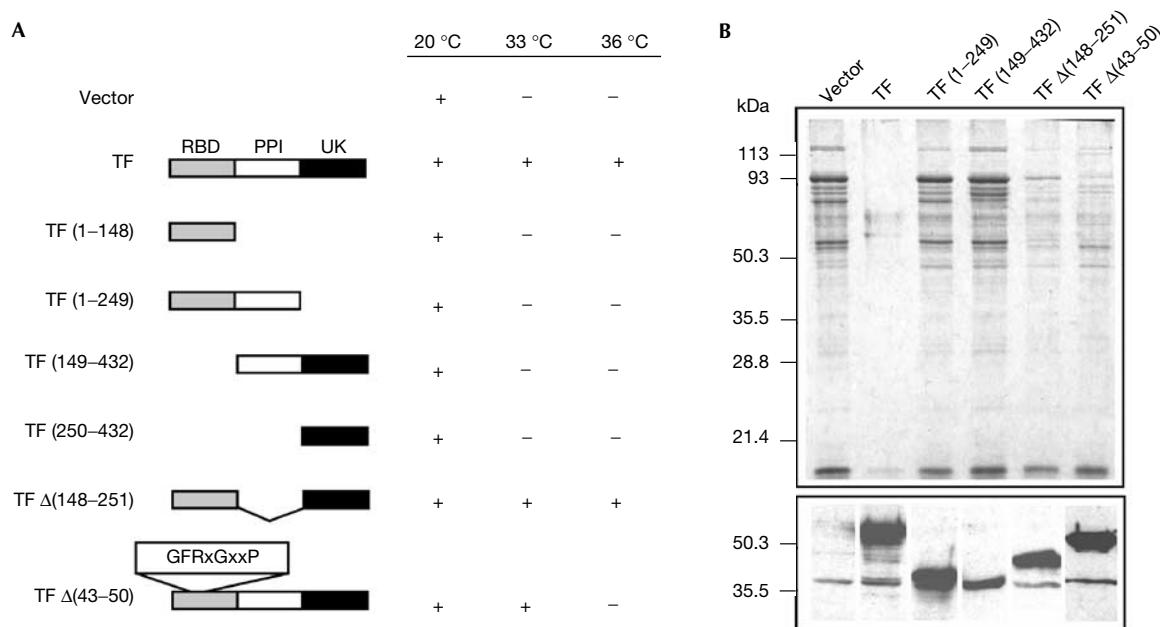 A
20 °C 33 °C 36 °C
Vector + – –
RBD PPI UK
TF + + +
TF (1–148) + – –
TF (1–249) + – –
TF (149–432) + – –
TF (250–432) + – –
TF Δ(148–251) + + +
GFRxGxxP
TF Δ(43–50) + + –
B
kDa
Vector
TF
TF (1–249)
TF (149–432)
TF Δ(148–251)
TF Δ(43–50)
113
93
50.3
35.5
28.8
21.4
50.3
35.5